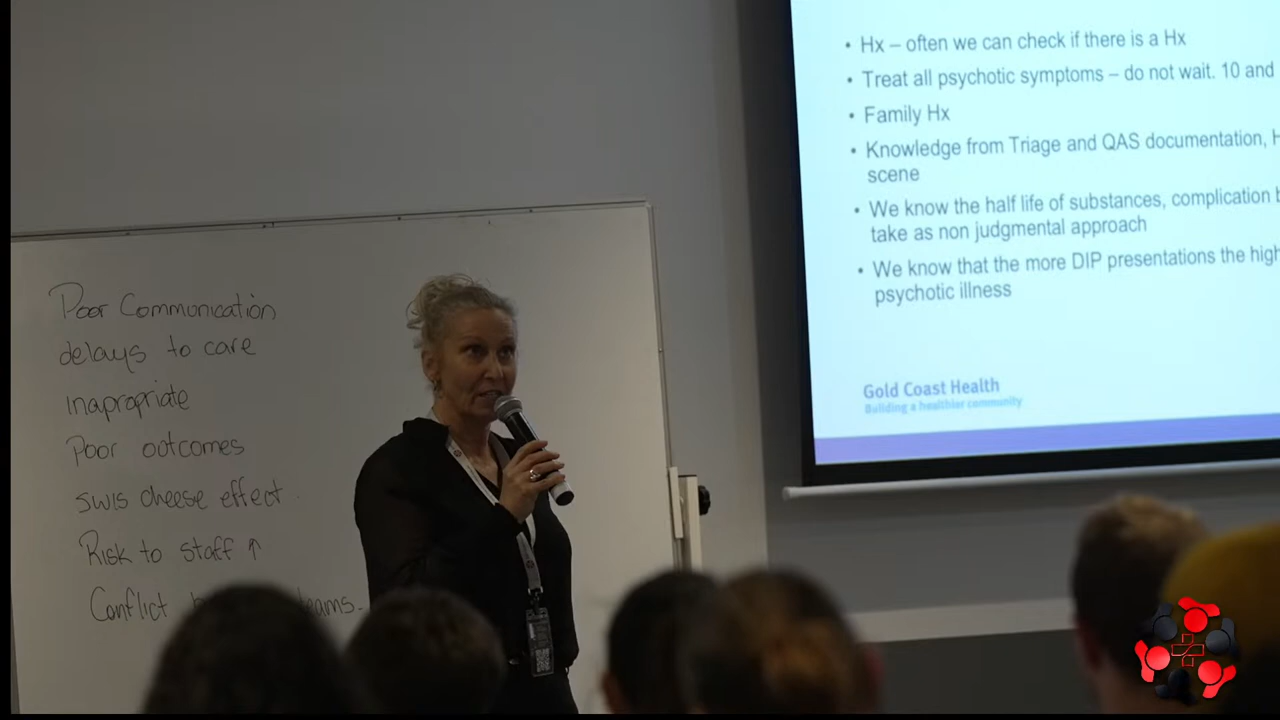 Poor Communication
delays to care
inapropriate
Poor outcomes
swis cheese effect.
Risk to staff ↑
Conflict teams.
• Hx – often we can check if there is a Hx
• Treat all psychotic symptoms – do not wait. 10 and
• Family Hx
• Knowledge from Triage and QAS documentation, H
scene
• We know the half life of substances, complication b
take as non judgmental approach
• We know that the more DIP presentations the high
psychotic illness
Gold Coast Health
Building a healthier community